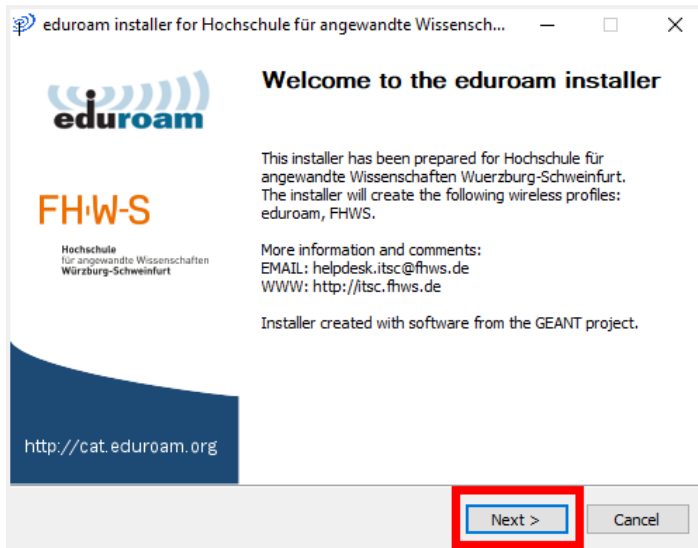 eduroam installer for Hochschule für angewandte Wissensch...
eduroam
Welcome to the eduroam installer
This installer has been prepared for Hochschule für
angewandte Wissenschaften Wuerzburg-Schweinfurt.
The installer will create the following wireless profiles:
eduroam, FHWS.
FH·W-S
Hochschule
für angewandte Wissenschaften
Würzburg-Schweinfurt
More information and comments:
EMAIL: helpdesk.itsc@fhws.de
WWW: http://itsc.fhws.de
Installer created with software from the GEANT project.
http://cat.eduroam.org
Next >
Cancel